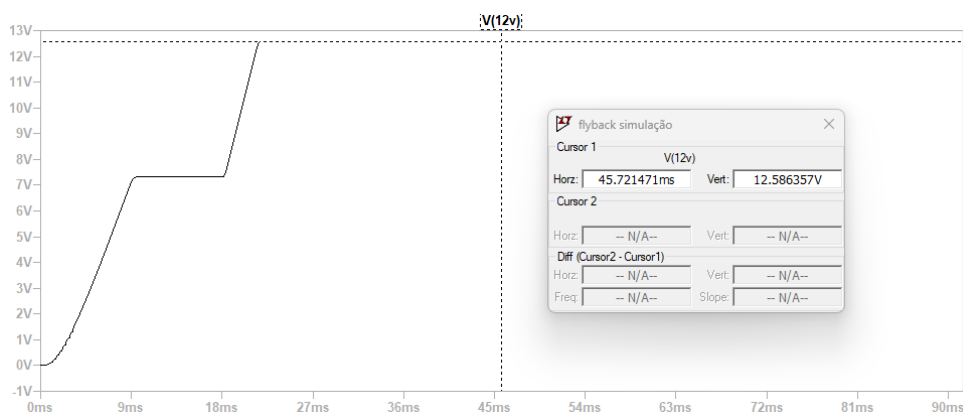 V(12v)
13V
12V
11V
10V
9V
8V
7V
6V
5V
4V
3V
2V
1V
0V
-1V
0ms 9ms 18ms 27ms 36ms 45ms 54ms 63ms 72ms 81ms 90ms
flyback simulação
Cursor 1
V(12v)
Horz: 45.721471ms Vert: 12.586357V
Cursor 2
Horz: -- N/A-- Vert: -- N/A--
Diff (Cursor2 - Cursor1)
Horz: -- N/A-- Vert: -- N/A--
Freq: -- N/A-- Slope: -- N/A--